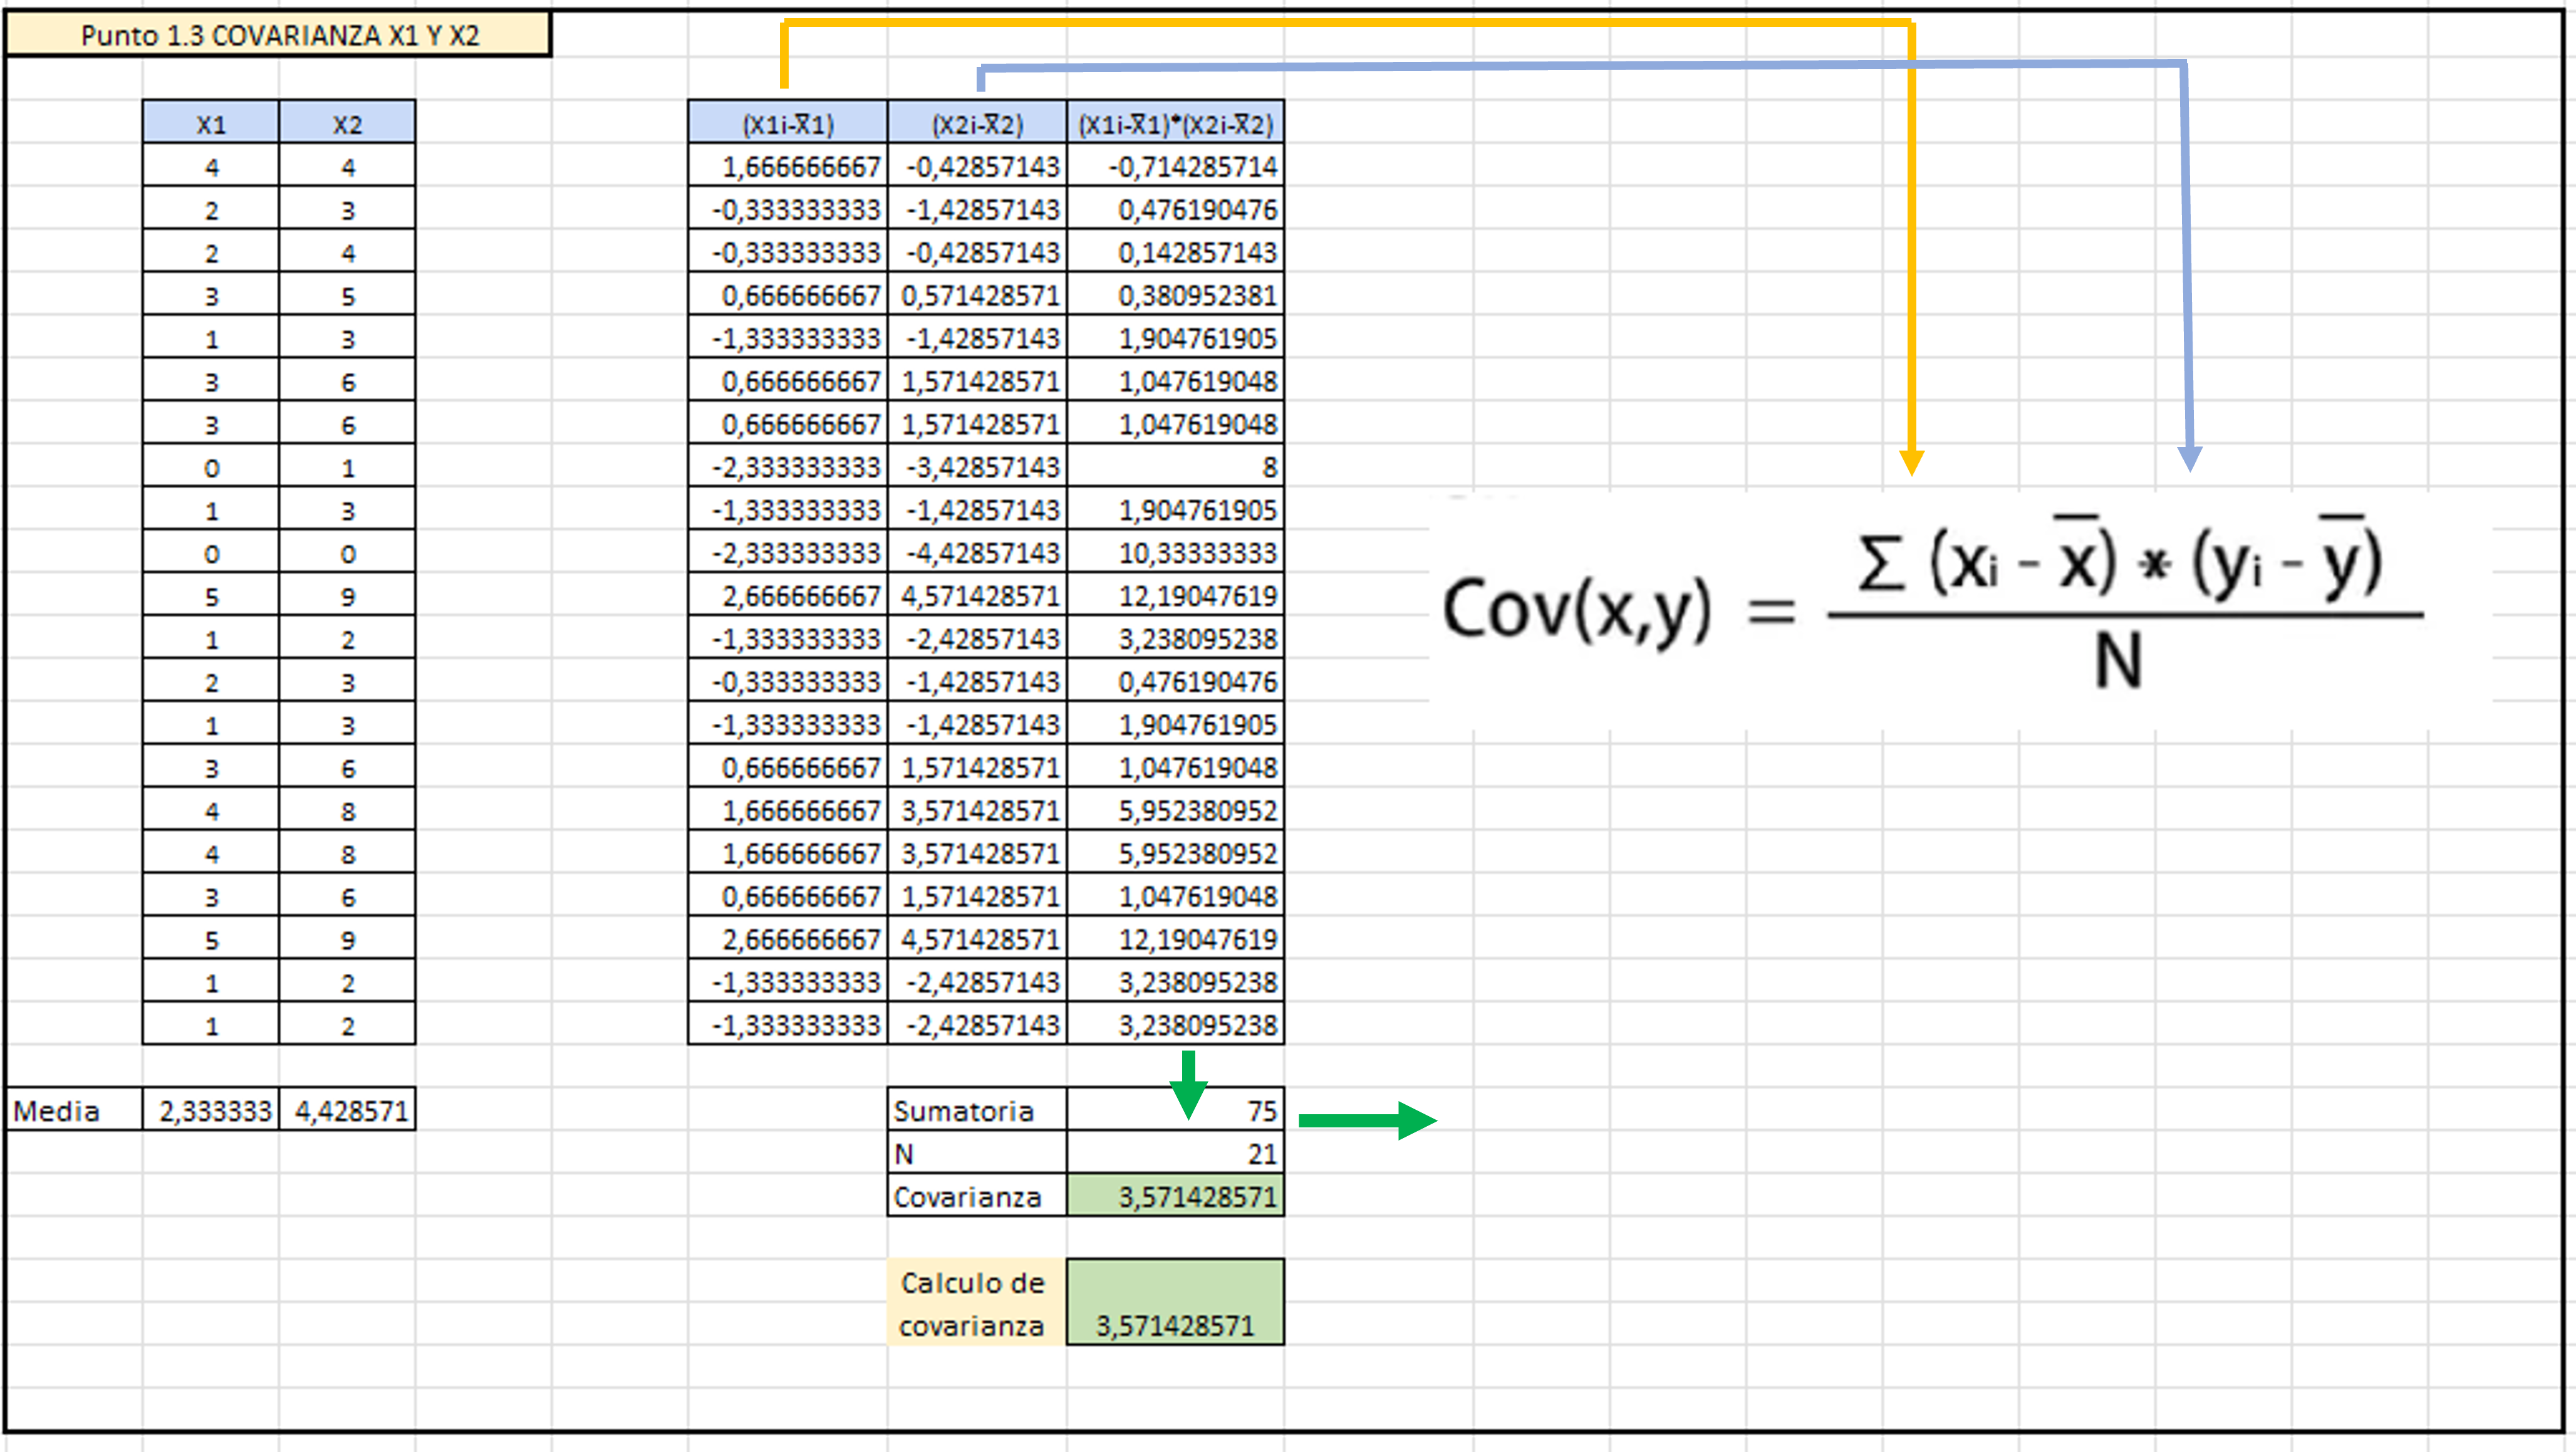 Punto 1.3 COVARIANZA X1 Y X2
X1 X2 (X1i-X̅1) (X2i-X̅2) (X1i-X̅1)*(X2i-X̅2)
4 4 1,666666667 -0,42857143 -0,714285714
2 3 -0,333333333 -1,42857143 0,476190476
2 4 -0,333333333 -0,42857143 0,142857143
3 5 0,666666667 0,571428571 0,380952381
1 3 -1,333333333 -1,42857143 1,904761905
3 6 0,666666667 1,571428571 1,047619048
3 6 0,666666667 1,571428571 1,047619048
0 1 -2,333333333 -3,42857143 8
1 3 -1,333333333 -1,42857143 1,904761905
0 0 -2,333333333 -4,42857143 10,33333333
5 9 2,666666667 4,571428571 12,19047619
1 2 -1,333333333 -2,42857143 3,238095238
2 3 -0,333333333 -1,42857143 0,476190476
1 3 -1,333333333 -1,42857143 1,904761905
3 6 0,666666667 1,571428571 1,047619048
4 8 1,666666667 3,571428571 5,952380952
4 8 1,666666667 3,571428571 5,952380952
3 6 0,666666667 1,571428571 1,047619048
5 9 2,666666667 4,571428571 12,19047619
1 2 -1,333333333 -2,42857143 3,238095238
1 2 -1,333333333 -2,42857143 3,238095238
Media 2,333333 4,428571 Sumatoria 75
N 21
Covarianza 3,571428571
Calculo de
covarianza 3,571428571
Σ (xi - x̅) * (yi - y̅)
Cov(x,y) =
N